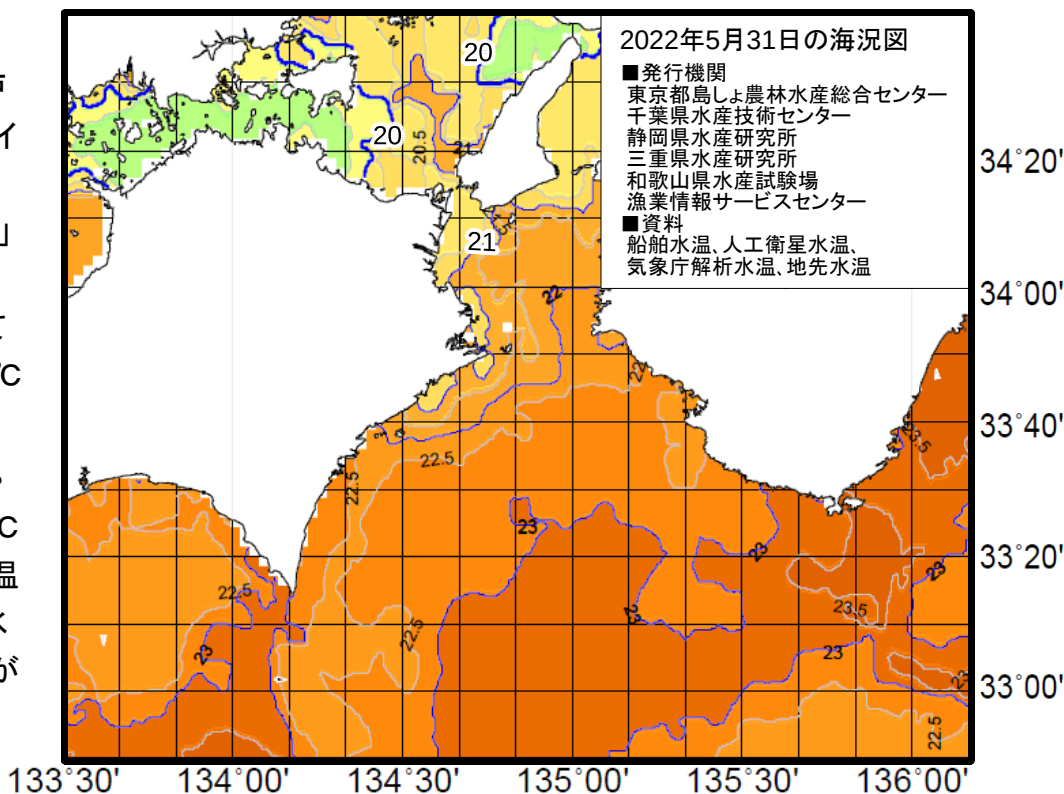 イ
」
て
℃
。
℃
温
水
が
2022年5月31日の海況図
■発行機関
東京都島しょ農林水産総合センター
千葉県水産技術センター
静岡県水産研究所
三重県水産研究所
和歌山県水産試験場
漁業情報サービスセンター
■資料
船舶水温、人工衛星水温、
気象庁解析水温、地先水温
20
20
20.5
21
21
22
22
22.5
22.5
23
23.5
23
23
22.5
23.5
23
22.5
23
23
23
22.5
34˚20'
34˚00'
33˚40'
33˚20'
33˚00'
133˚30'
134˚00'
134˚30'
135˚00'
135˚30'
136˚00'